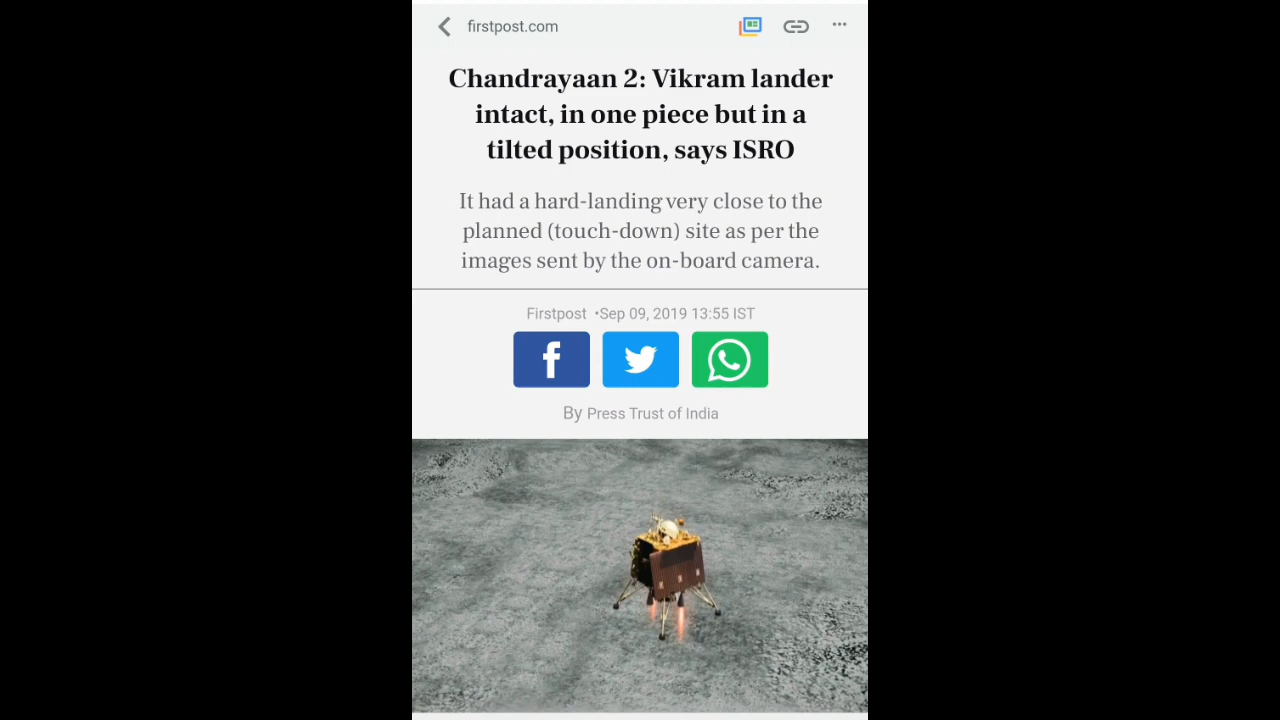 firstpost.com
Chandrayaan 2: Vikram lander
intact, in one piece but in a
tilted position, says ISRO
It had a hard-landing very close to the
planned (touch-down) site as per the
images sent by the on-board camera.
Firstpost •Sep 09, 2019 13:55 IST
By Press Trust of India